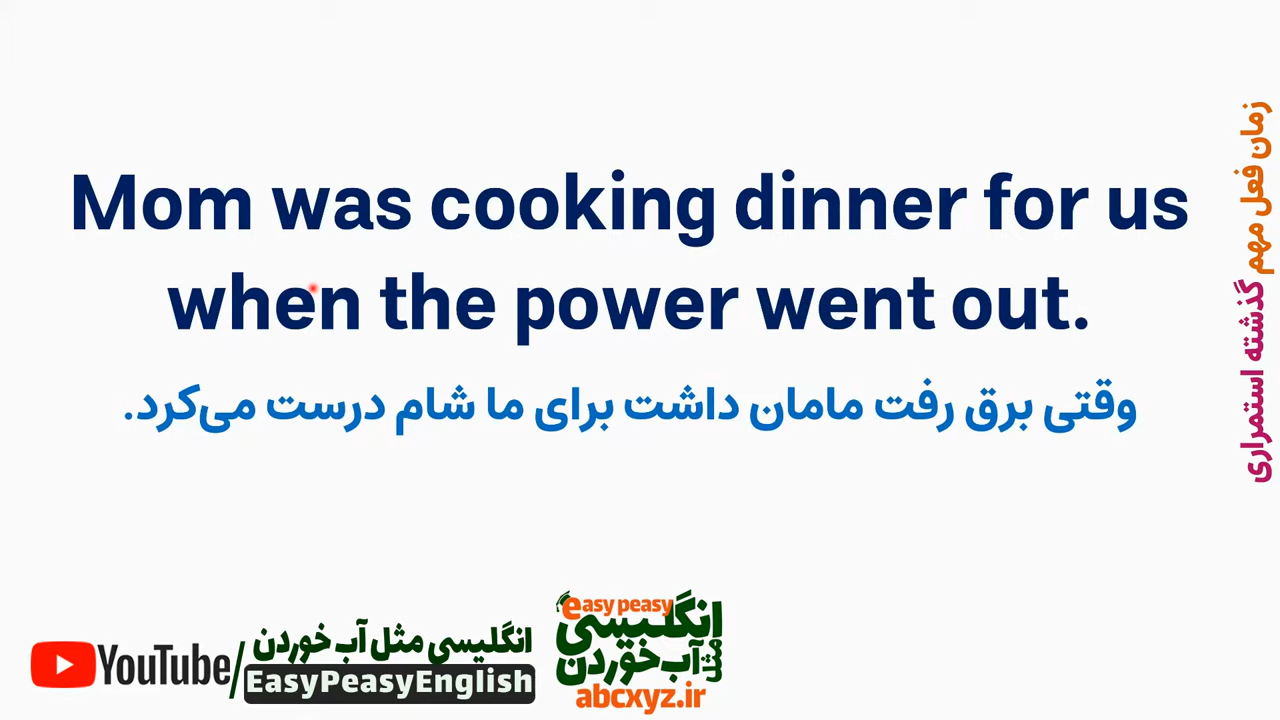 Mom was cooking dinner for us
when the power went out.
وقتی برق رفت مامان داشت برای ما شام درست می‌کرد.
زمان فعل مهم گذشته استمراری
YouTube/انگلیسی مثل آب خوردن
EasyPeasyEnglish
easy peasy
انگلیسی
مثل
آب خوردن
abcxyz.ir